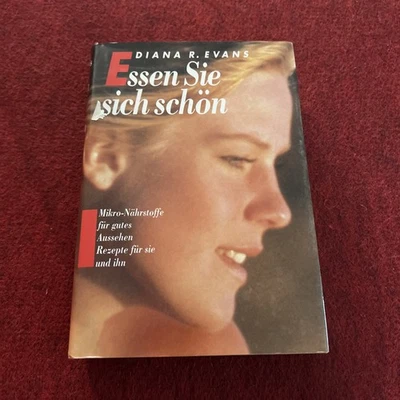 DIANA R. EVANS
Essen Sie
sich schön
Mikro-Nährstoffe
für gutes
Aussehen
Rezepte für sie
und ihn